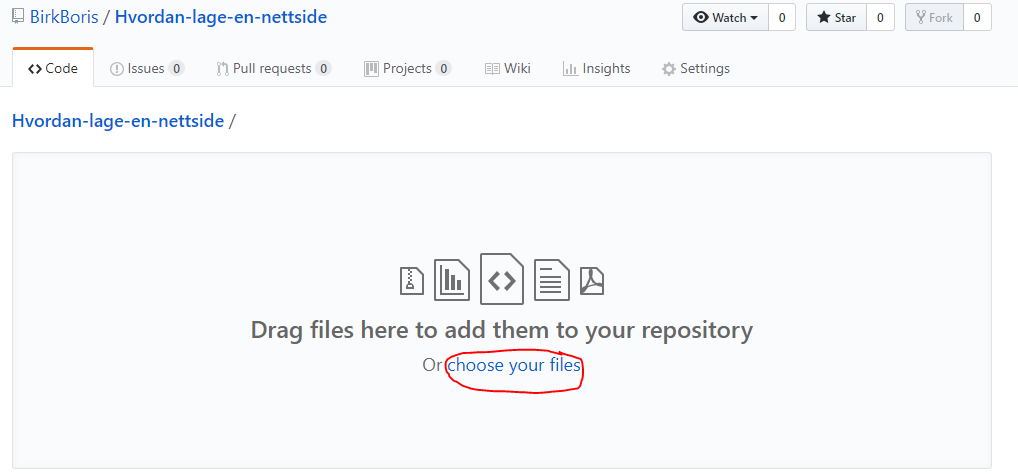 BirkBoris / Hvordan-lage-en-nettside
Watch 0 Star 0 Fork 0
Code Issues 0 Pull requests 0 Projects 0 Wiki Insights Settings
Hvordan-lage-en-nettside /
Drag files here to add them to your repository
Or choose your files